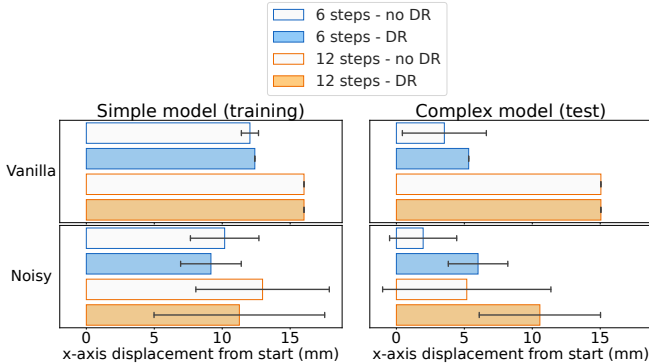 6 steps - no DR
6 steps - DR
12 steps - no DR
12 steps - DR
Simple model (training)
Complex model (test)
Vanilla
Noisy
0 5 10 15
0 5 10 15
x-axis displacement from start (mm)
x-axis displacement from start (mm)